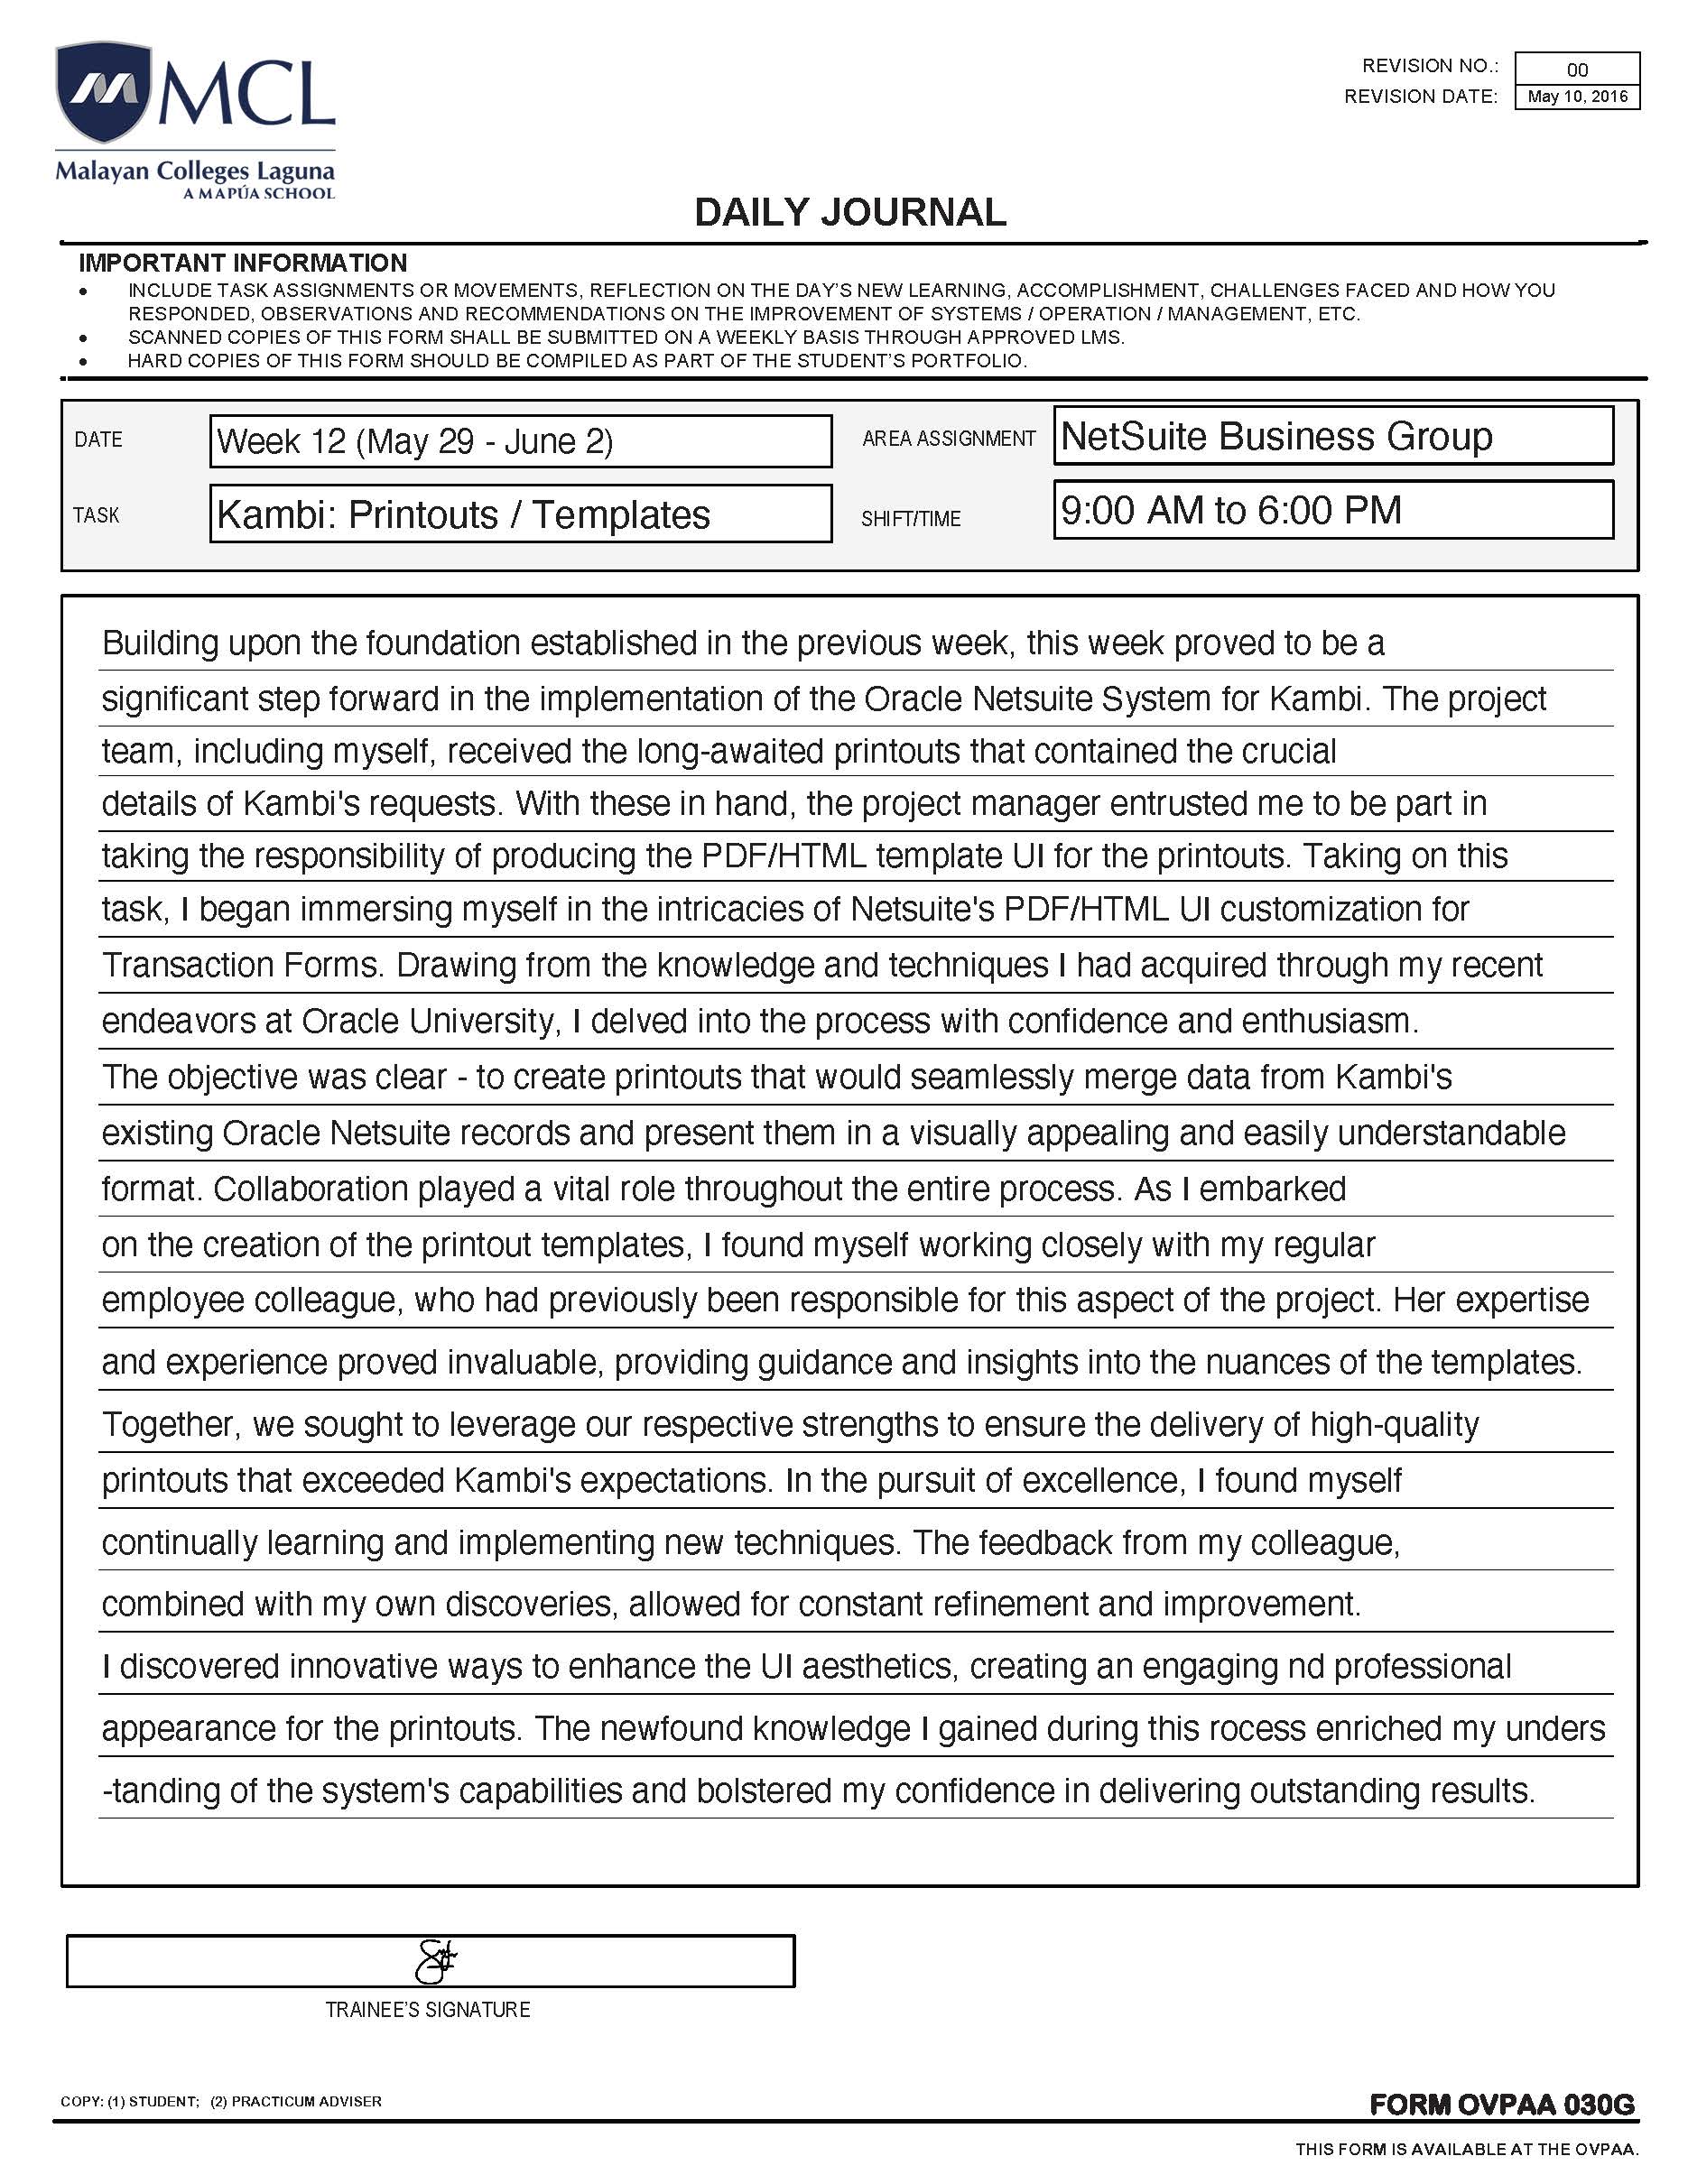 MCL
Malayan Colleges Laguna
A MAPÚA SCHOOL
REVISION NO.: 00
REVISION DATE: May 10, 2016
DAILY JOURNAL
IMPORTANT INFORMATION
• INCLUDE TASK ASSIGNMENTS OR MOVEMENTS, REFLECTION ON THE DAY'S NEW LEARNING, ACCOMPLISHMENT, CHALLENGES FACED AND HOW YOU
RESPONDED, OBSERVATIONS AND RECOMMENDATIONS ON THE IMPROVEMENT OF SYSTEMS / OPERATION / MANAGEMENT, ETC.
• SCANNED COPIES OF THIS FORM SHALL BE SUBMITTED ON A WEEKLY BASIS THROUGH APPROVED LMS.
• HARD COPIES OF THIS FORM SHOULD BE COMPILED AS PART OF THE STUDENT'S PORTFOLIO.
DATE Week 12 (May 29 - June 2) AREA ASSIGNMENT NetSuite Business Group
TASK Kambi: Printouts / Templates SHIFT/TIME 9:00 AM to 6:00 PM
Building upon the foundation established in the previous week, this week proved to be a
significant step forward in the implementation of the Oracle Netsuite System for Kambi. The project
team, including myself, received the long-awaited printouts that contained the crucial
details of Kambi's requests. With these in hand, the project manager entrusted me to be part in
taking the responsibility of producing the PDF/HTML template UI for the printouts. Taking on this
task, I began immersing myself in the intricacies of Netsuite's PDF/HTML UI customization for
Transaction Forms. Drawing from the knowledge and techniques I had acquired through my recent
endeavors at Oracle University, I delved into the process with confidence and enthusiasm.
The objective was clear - to create printouts that would seamlessly merge data from Kambi's
existing Oracle Netsuite records and present them in a visually appealing and easily understandable
format. Collaboration played a vital role throughout the entire process. As I embarked
on the creation of the printout templates, I found myself working closely with my regular
employee colleague, who had previously been responsible for this aspect of the project. Her expertise
and experience proved invaluable, providing guidance and insights into the nuances of the templates.
Together, we sought to leverage our respective strengths to ensure the delivery of high-quality
printouts that exceeded Kambi's expectations. In the pursuit of excellence, I found myself
continually learning and implementing new techniques. The feedback from my colleague,
combined with my own discoveries, allowed for constant refinement and improvement.
I discovered innovative ways to enhance the UI aesthetics, creating an engaging nd professional
appearance for the printouts. The newfound knowledge I gained during this rocess enriched my unders
-tanding of the system's capabilities and bolstered my confidence in delivering outstanding results.
TRAINEE'S SIGNATURE
COPY: (1) STUDENT; (2) PRACTICUM ADVISER
FORM OVPAA 030G
THIS FORM IS AVAILABLE AT THE OVPAA.